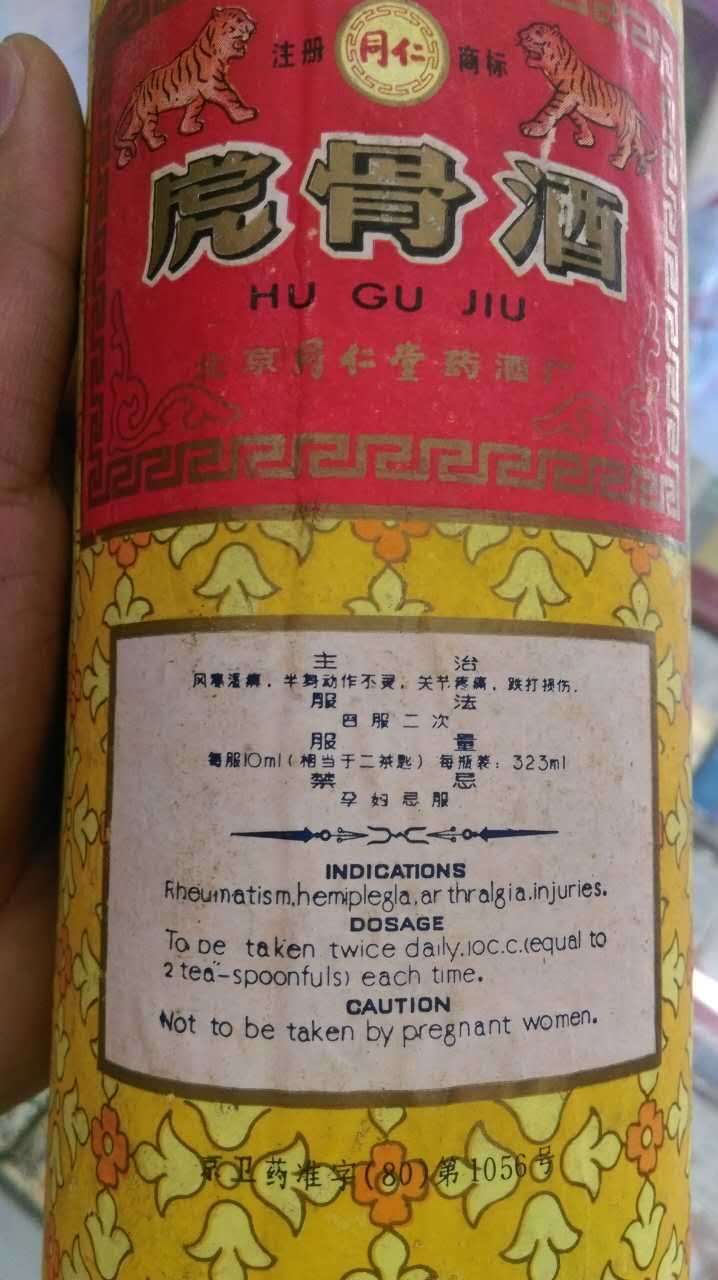 注册 同仁 商标
虎骨酒
HU GU JIU
北京同仁堂药酒厂
主 治
风寒湿痹，半身动作不灵，关节疼痛，跌打损伤.
服 法
日服二次
服 量
每服10ml(相当于二茶匙) 每瓶装：323ml
禁 忌
孕妇忌服
INDICATIONS
Rheumatism,hemiplegla,ar thralgia.injuries.
DOSAGE
To be taken twice daily.10c.c.(equal to
2 tea-spoonfuls) each time.
CAUTION
Not to be taken by pregnant women.
京卫药准字(80)第1056号